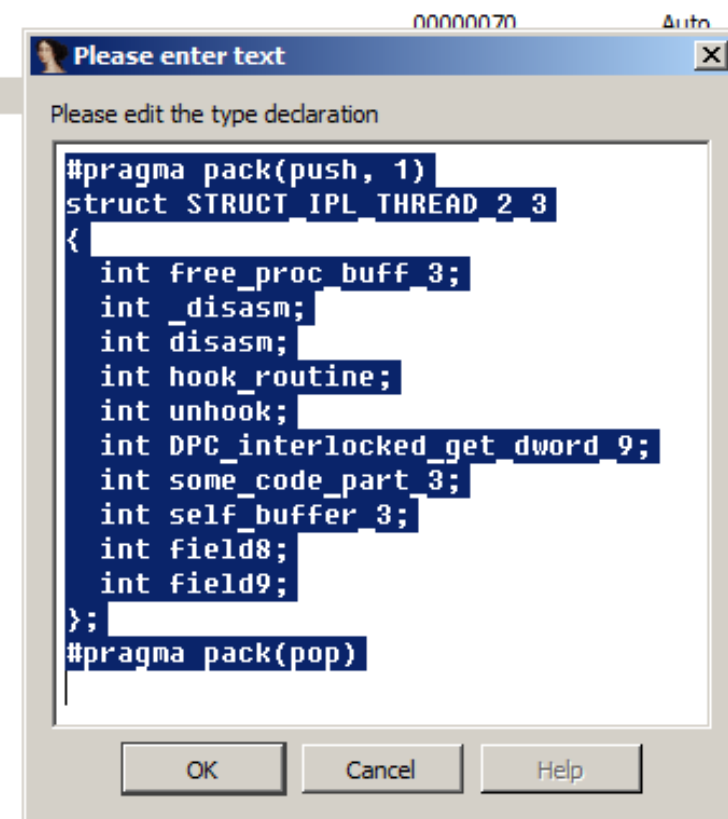 00000070 Auto
Please enter text
Please edit the type declaration
#pragma pack(push, 1)
struct STRUCT_IPL_THREAD_2_3
{
  int free_proc_buff_3;
  int _disasm;
  int disasm;
  int hook_routine;
  int unhook;
  int DPC_interlocked_get_dword_9;
  int some_code_part_3;
  int self_buffer_3;
  int field8;
  int field9;
};
#pragma pack(pop)
OK Cancel Help